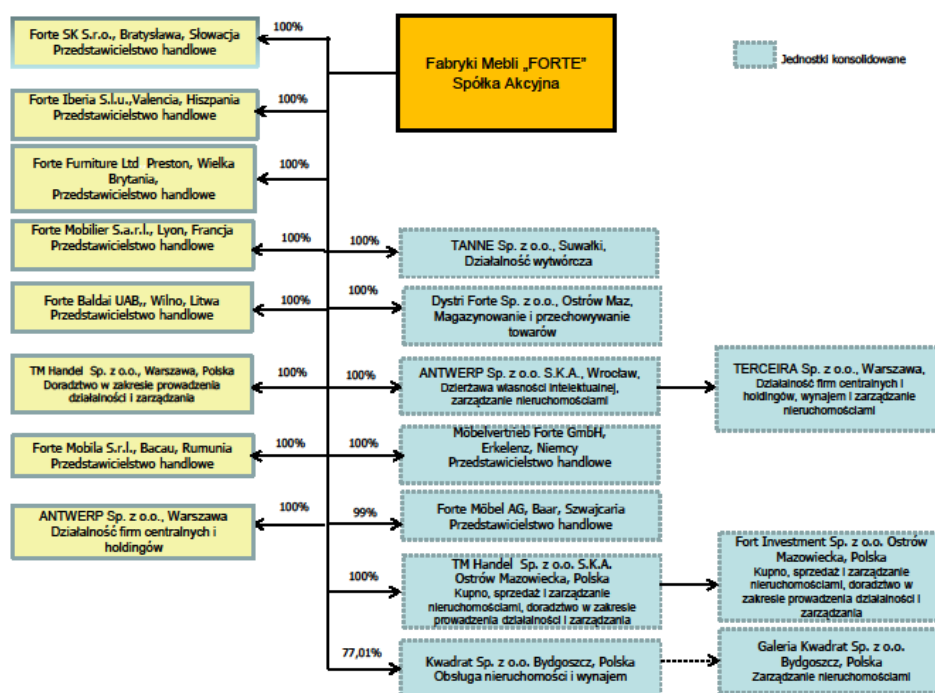 Forte SK S.r.o., Bratysława, Słowacja
Przedstawicielstwo handlowe
100%
Fabryki Mebli „FORTE”
Spółka Akcyjna
Jednostki konsolidowane
Forte Iberia S.l.u.,Valencia, Hiszpania
Przedstawicielstwo handlowe
100%
Forte Furniture Ltd Preston, Wielka
Brytania,
Przedstawicielstwo handlowe
100%
Forte Mobilier S.a.r.l., Lyon, Francja
Przedstawicielstwo handlowe
100%
100%
TANNE Sp. z o.o., Suwałki,
Działalność wytwórcza
Forte Baldai UAB,, Wilno, Litwa
Przedstawicielstwo handlowe
100%
100%
Dystri Forte Sp. z o.o., Ostrów Maz,
Magazynowanie i przechowywanie
towarów
TM Handel Sp. z o.o., Warszawa, Polska
Doradztwo w zakresie prowadzenia
działalności i zarządzania
100%
100%
ANTWERP Sp. z o.o. S.K.A., Wrocław,
Dzierżawa własności intelektualnej,
zarządzanie nieruchomościami
TERCEIRA Sp. z o.o., Warszawa,
Działalność firm centralnych i
holdingów, wynajem i zarządzanie
nieruchomościami
Forte Mobila S.r.l., Bacau, Rumunia
Przedstawicielstwo handlowe
100%
100%
Möbelvertrieb Forte GmbH,
Erkelenz, Niemcy
Przedstawicielstwo handlowe
ANTWERP Sp. z o.o., Warszawa
Działalność firm centralnych i
holdingów
100%
99%
Forte Möbel AG, Baar, Szwajcaria
Przedstawicielstwo handlowe
100%
TM Handel Sp. z o.o. S.K.A.
Ostrów Mazowiecka, Polska
Kupno, sprzedaż i zarządzanie
nieruchomościami, doradztwo w zakresie
prowadzenia działalności i zarządzania
Fort Investment Sp. z o.o. Ostrów
Mazowiecka, Polska
Kupno, sprzedaż i zarządzanie
nieruchomościami, doradztwo w
zakresie prowadzenia działalności i
zarządzania
77,01%
Kwadrat Sp. z o.o. Bydgoszcz, Polska
Obsługa nieruchomości i wynajem
Galeria Kwadrat Sp. z o.o.
Bydgoszcz, Polska
Zarządzanie nieruchomościami